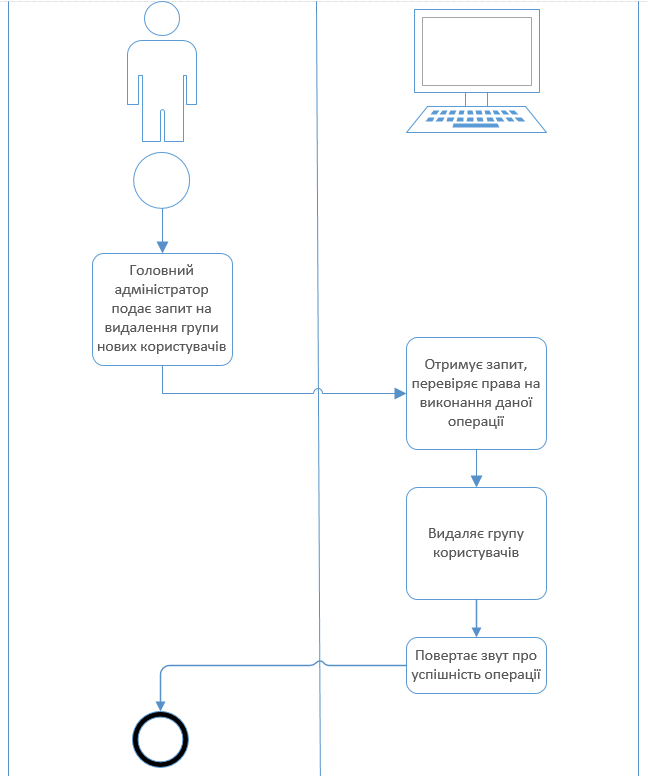 Головний
адміністратор
подає запит на
видалення групи
нових користувачів
Отримує запит,
перевіряє права на
виконання даної
операції
Видаляє групу
користувачів
Повертає звут про
успішність операції